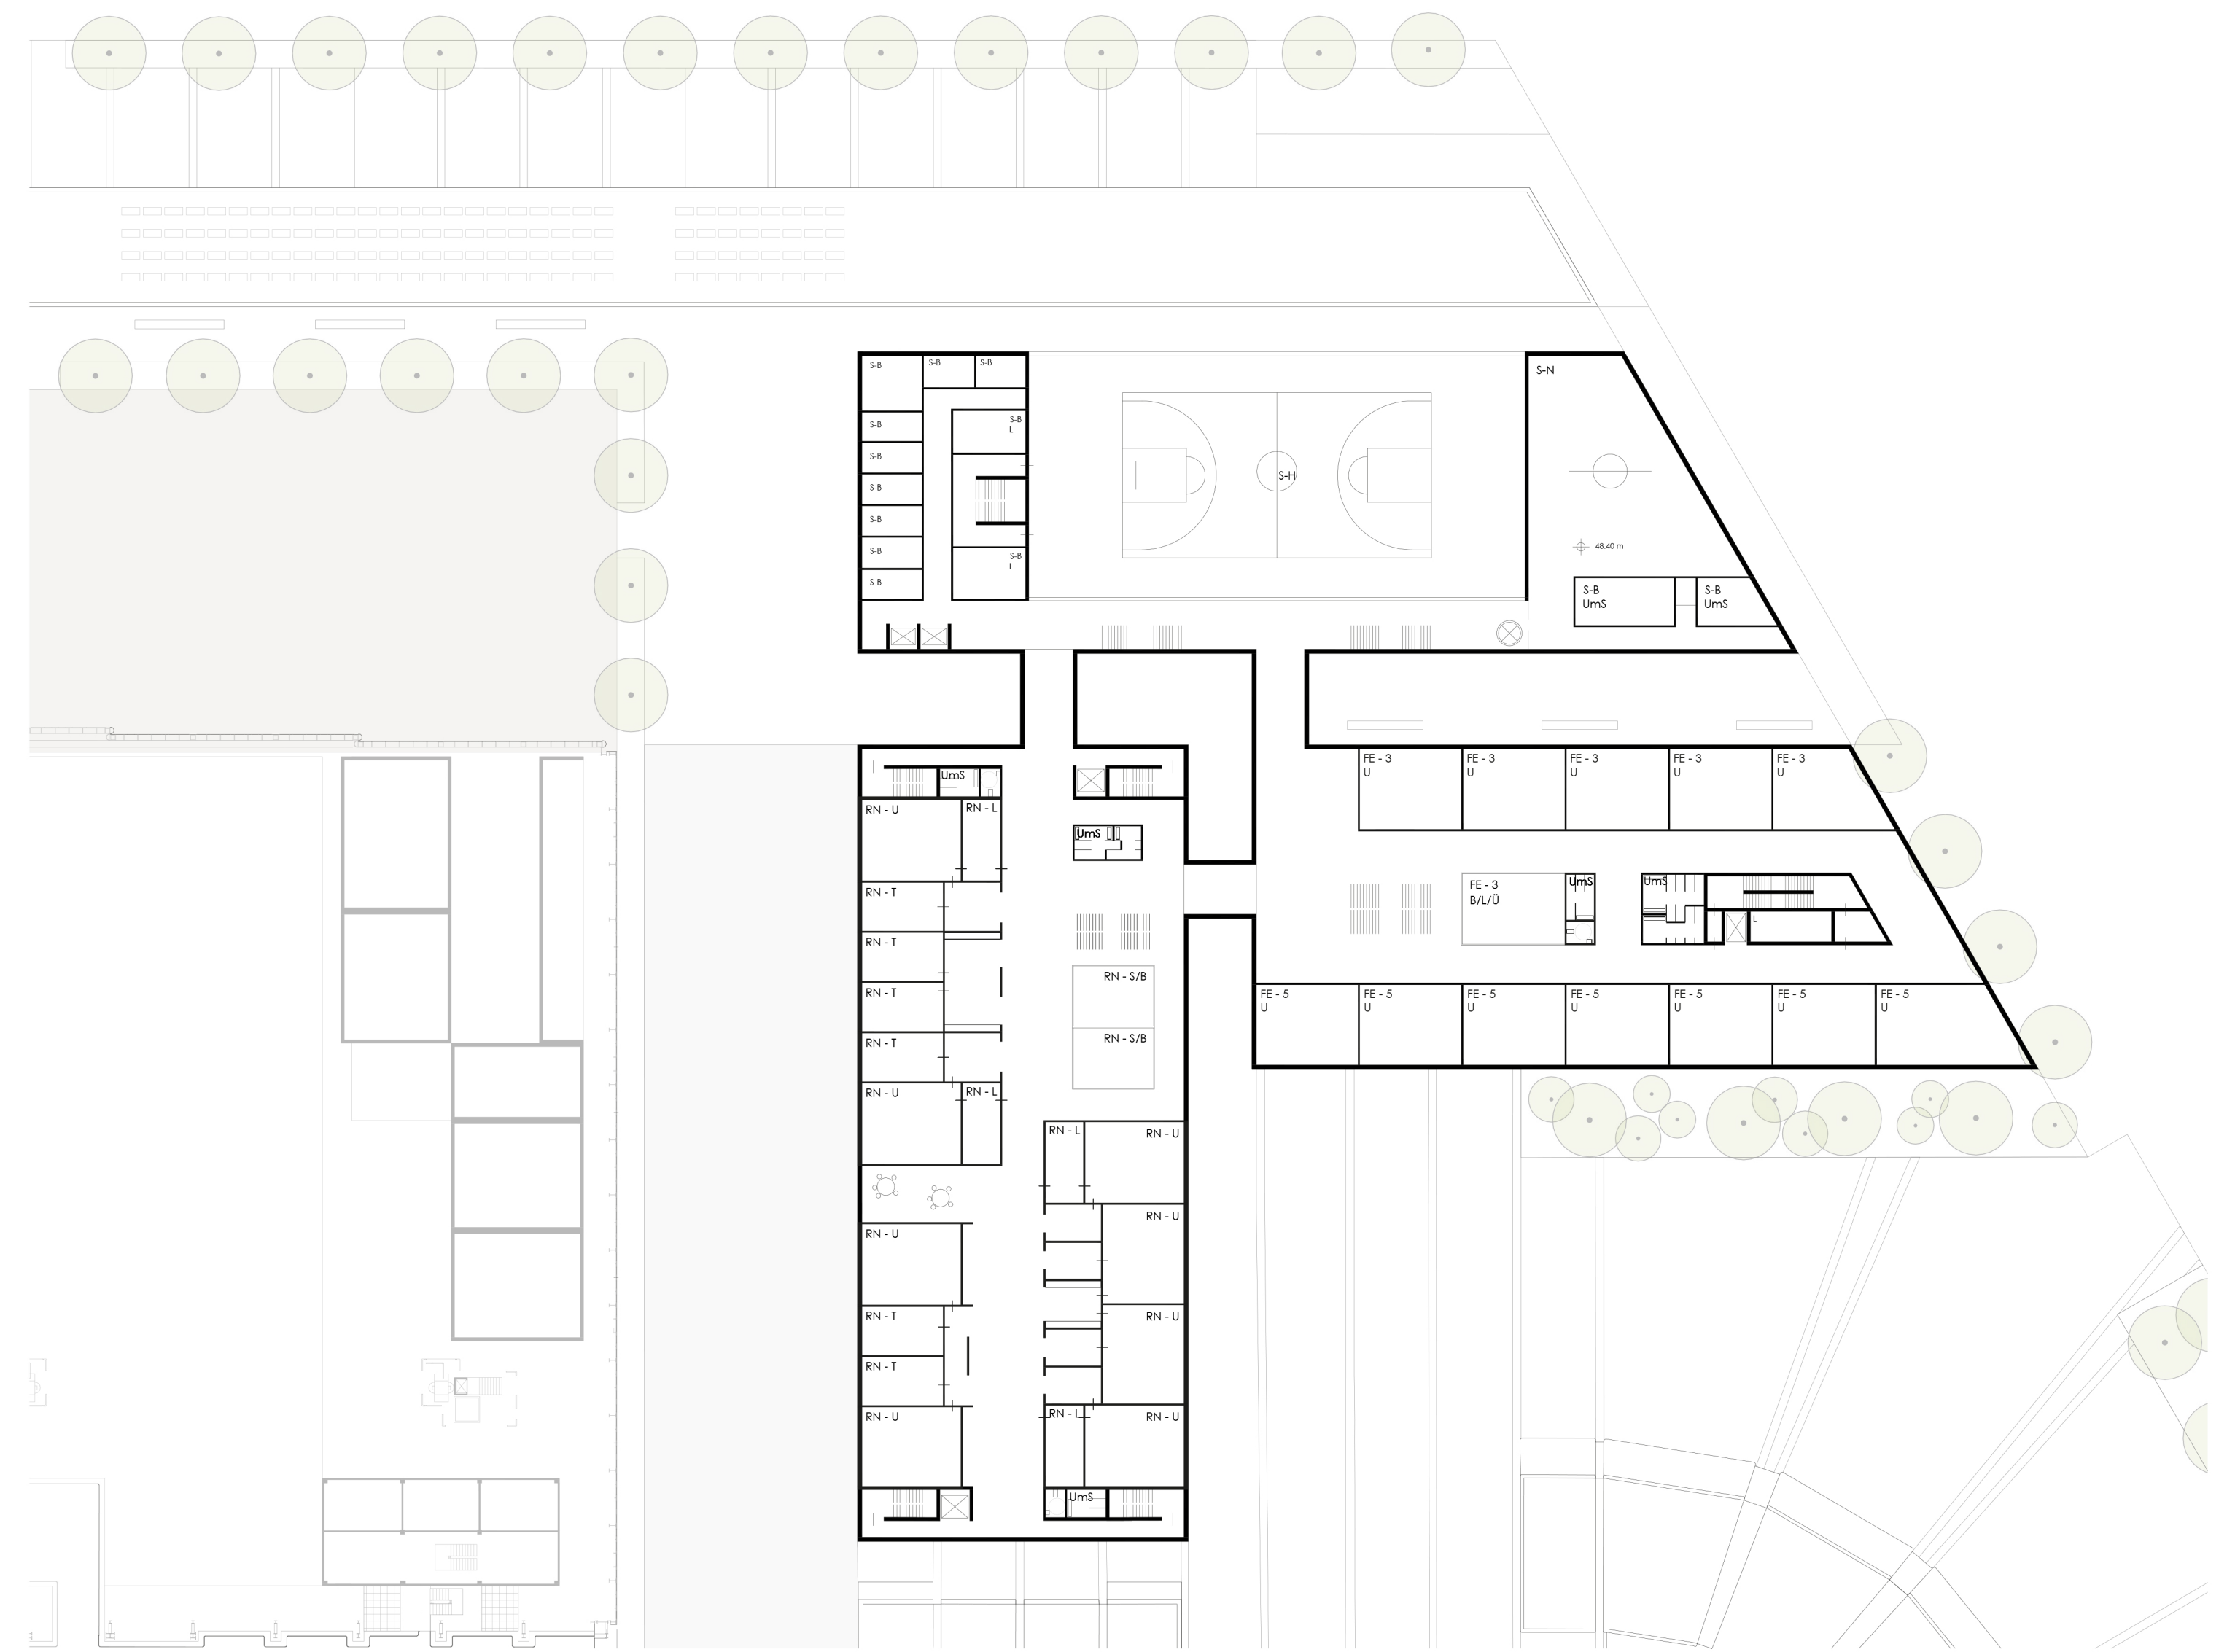 S-B
S-B
S-B
S-N
S-B
L
S-B
S-B
S-H
S-B
S-B
48.40 m
S-B
S-B
L
S-B
S-B
UmS
S-B
UmS
FE - 3
U
FE - 3
U
FE - 3
U
FE - 3
U
FE - 3
U
UmS
RN - U
RN - L
UmS
RN - T
FE - 3
B/L/Ü
UmS
UmS
L
RN - T
RN - S/B
RN - T
FE - 5
U
FE - 5
U
FE - 5
U
FE - 5
U
FE - 5
U
FE - 5
U
FE - 5
U
RN - T
RN - S/B
RN - U
RN - L
RN - L
RN - U
RN - U
RN - U
RN - T
RN - U
RN - T
RN - U
RN - L
RN - U
UmS